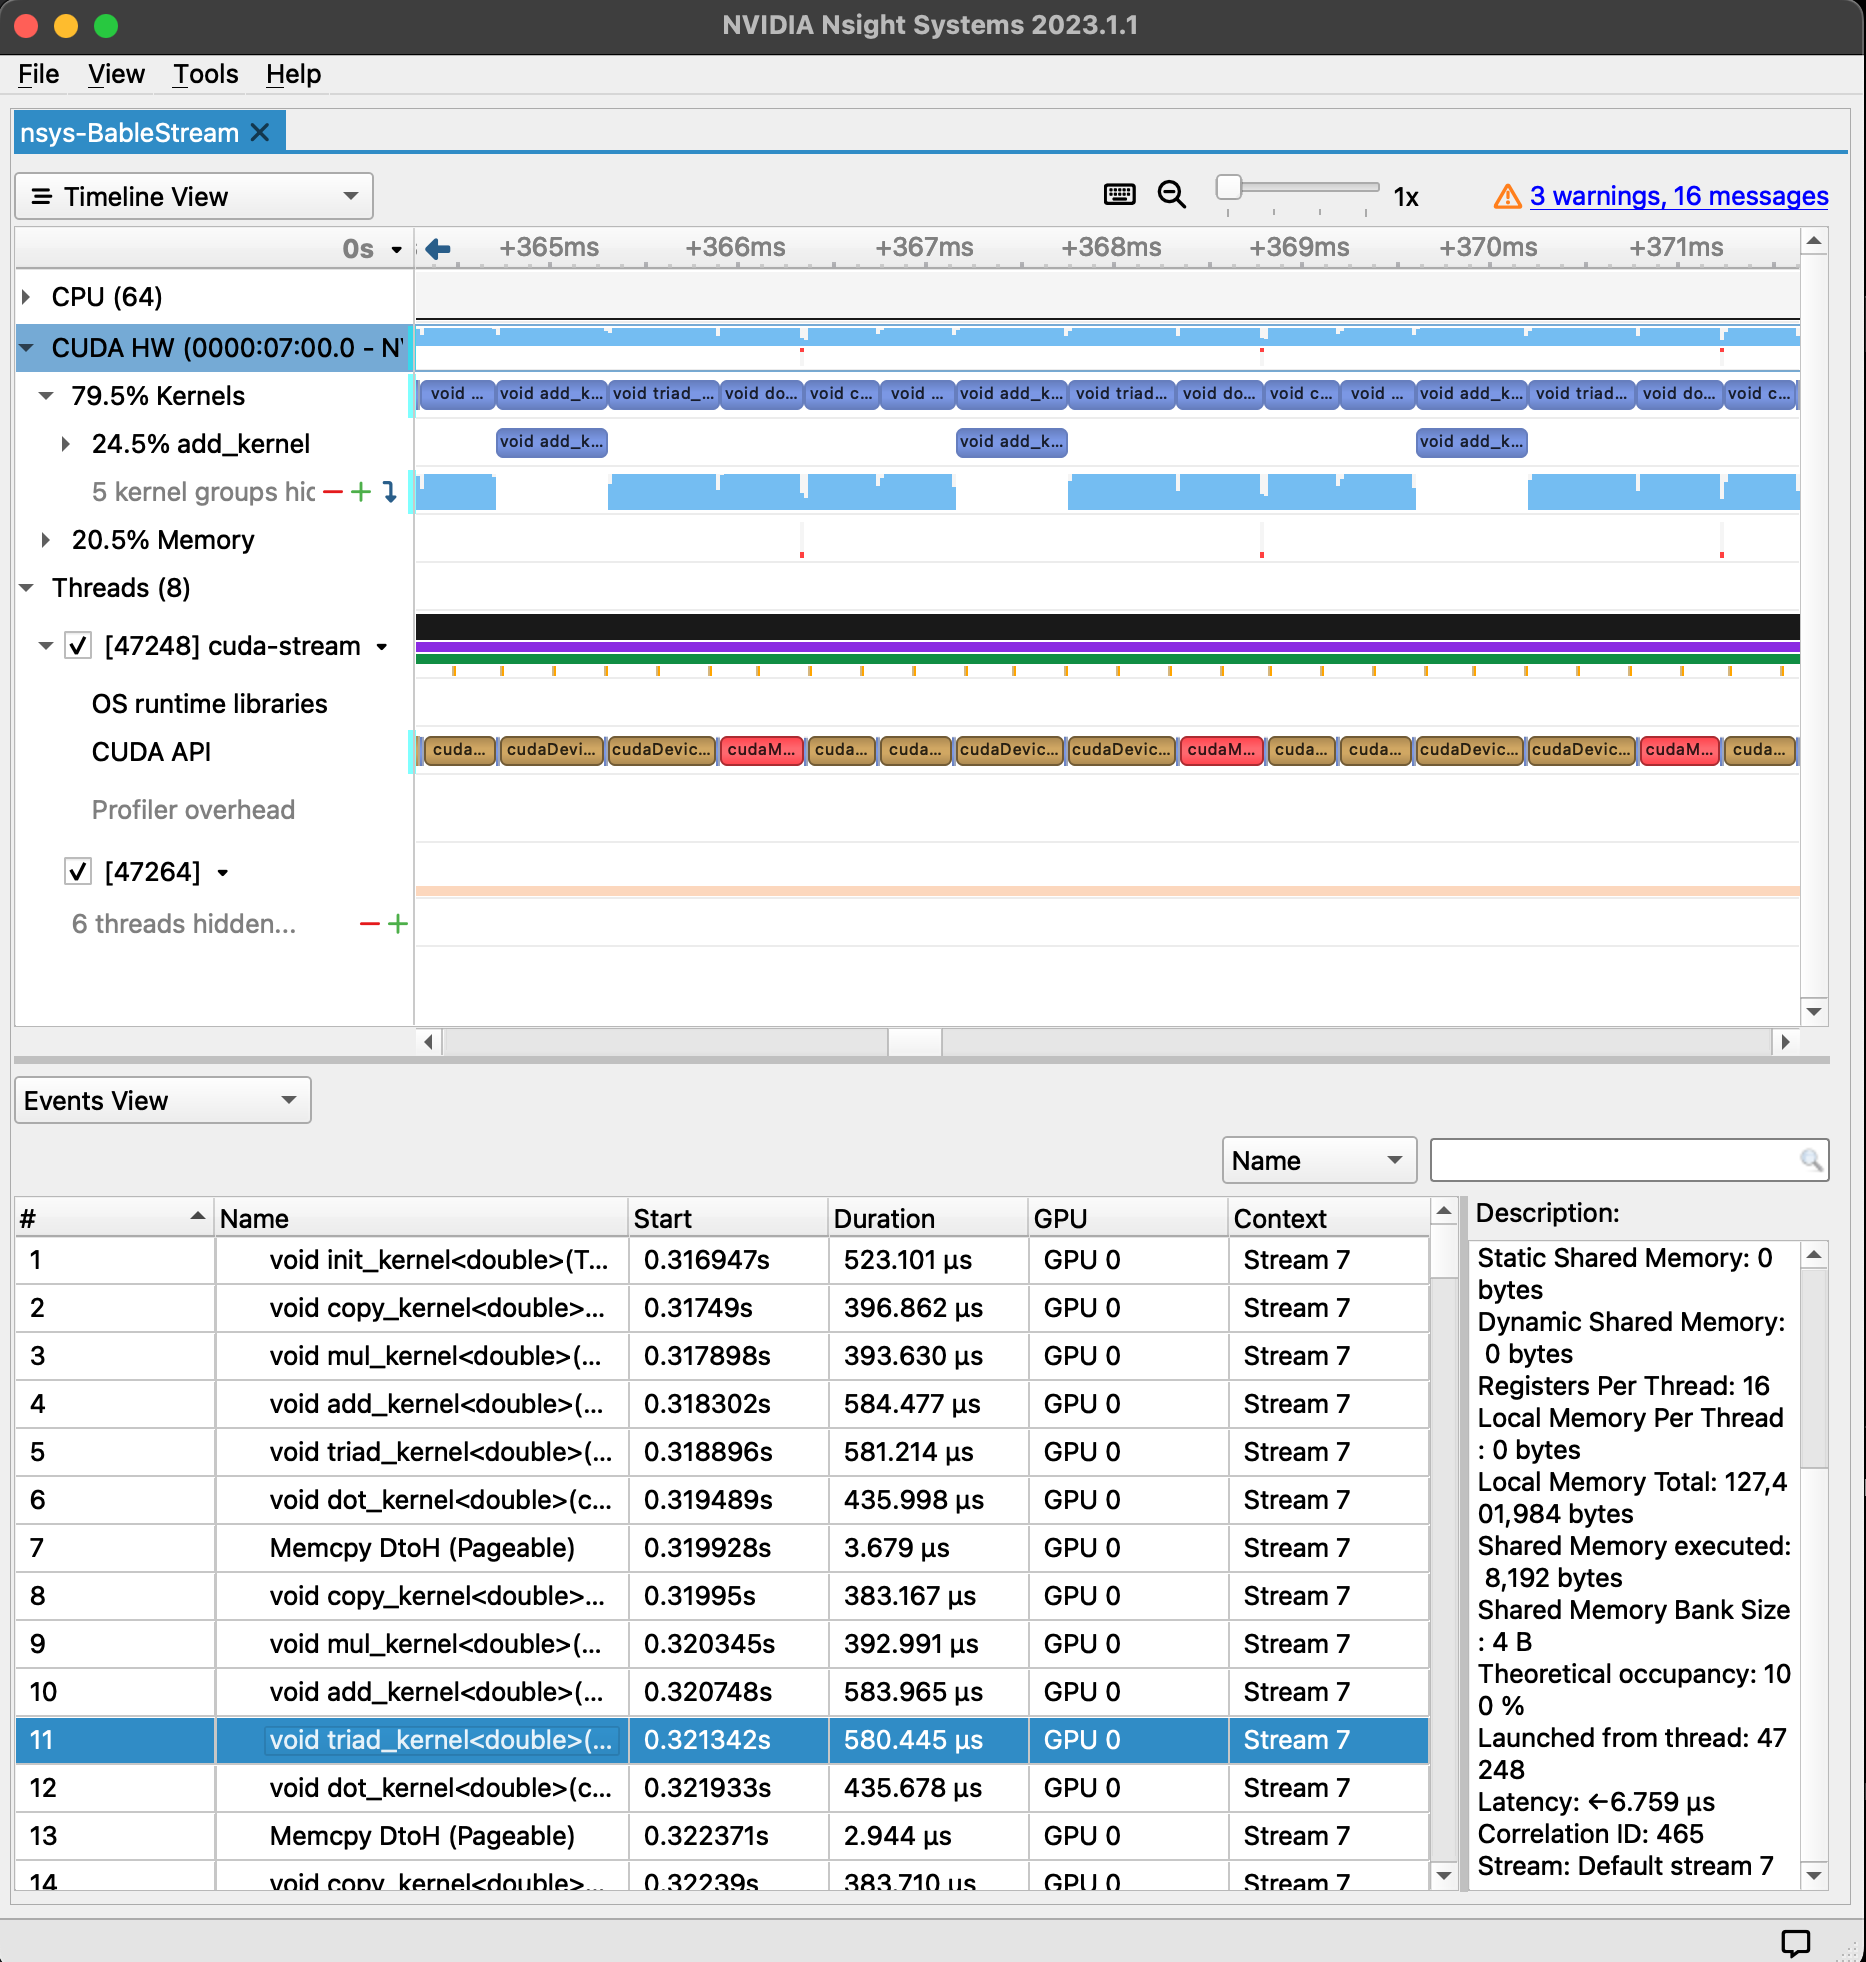 NVIDIA Nsight Systems 2023.1.1
File View Tools Help
nsys-BableStream
Timeline View
1x
3 warnings, 16 messages
0s
+365ms +366ms +367ms +368ms +369ms +370ms +371ms
CPU (64)
CUDA HW (0000:07:00.0 - N
79.5% Kernels
void ... void add_k... void triad_... void do... void c... void ... void add_k... void triad... void do... void c... void ... void add_k... void triad... void do... void c...
24.5% add_kernel
void add_k... void add_k... void add_k...
5 kernel groups hic
20.5% Memory
Threads (8)
[47248] cuda-stream
OS runtime libraries
CUDA API
cuda... cudaDevi... cudaDevic... cudaM... cuda... cuda... cudaDevic... cudaDevic... cudaM... cuda... cuda... cudaDevic... cudaDevic... cudaM... cuda...
Profiler overhead
[47264]
6 threads hidden...
Events View
Name
# Name Start Duration GPU Context
1 void init_kernel<double>(T... 0.316947s 523.101 μs GPU 0 Stream 7
2 void copy_kernel<double>... 0.31749s 396.862 μs GPU 0 Stream 7
3 void mul_kernel<double>(... 0.317898s 393.630 μs GPU 0 Stream 7
4 void add_kernel<double>(... 0.318302s 584.477 μs GPU 0 Stream 7
5 void triad_kernel<double>(... 0.318896s 581.214 μs GPU 0 Stream 7
6 void dot_kernel<double>(c... 0.319489s 435.998 μs GPU 0 Stream 7
7 Memcpy DtoH (Pageable) 0.319928s 3.679 μs GPU 0 Stream 7
8 void copy_kernel<double>... 0.31995s 383.167 μs GPU 0 Stream 7
9 void mul_kernel<double>(... 0.320345s 392.991 μs GPU 0 Stream 7
10 void add_kernel<double>(... 0.320748s 583.965 μs GPU 0 Stream 7
11 void triad_kernel<double>(... 0.321342s 580.445 μs GPU 0 Stream 7
12 void dot_kernel<double>(c... 0.321933s 435.678 μs GPU 0 Stream 7
13 Memcpy DtoH (Pageable) 0.322371s 2.944 μs GPU 0 Stream 7
14 void copy_kernel<double>... 0.32239s 383.710 μs GPU 0 Stream 7
Description:
Static Shared Memory: 0
bytes
Dynamic Shared Memory:
0 bytes
Registers Per Thread: 16
Local Memory Per Thread
: 0 bytes
Local Memory Total: 127,4
01,984 bytes
Shared Memory executed:
8,192 bytes
Shared Memory Bank Size
: 4 B
Theoretical occupancy: 10
0 %
Launched from thread: 47
248
Latency: ←6.759 μs
Correlation ID: 465
Stream: Default stream 7